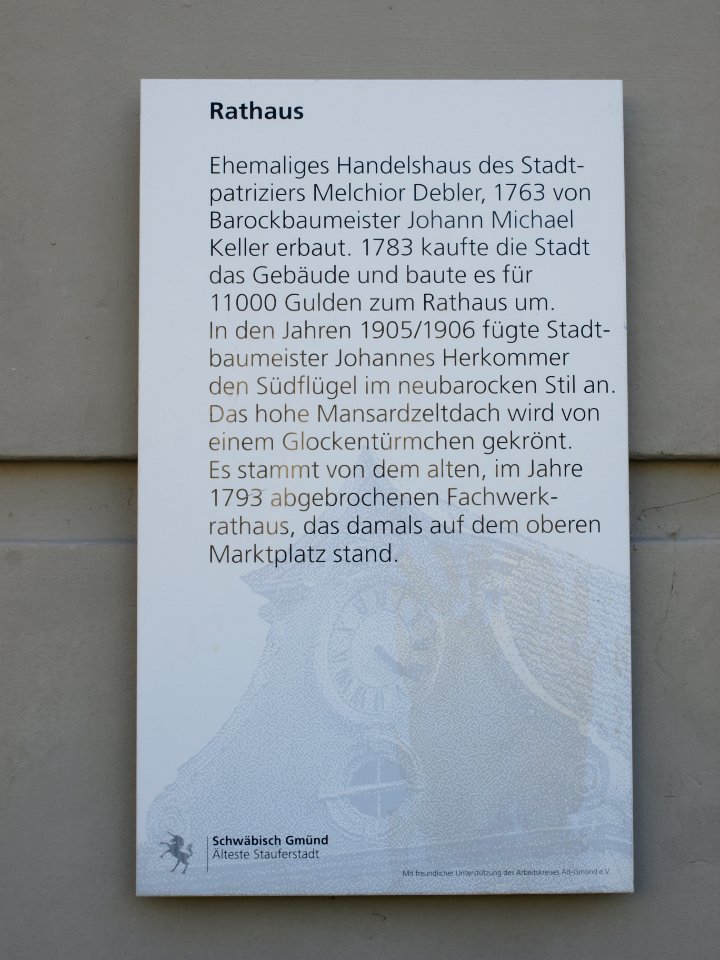 Rathaus
Ehemaliges Handelshaus des Stadt-
patriziers Melchior Debler, 1763 von
Barockbaumeister Johann Michael
Keller erbaut. 1783 kaufte die Stadt
das Gebäude und baute es für
11000 Gulden zum Rathaus um.
In den Jahren 1905/1906 fügte Stadt-
baumeister Johannes Herkommer
den Südflügel im neubarocken Stil an.
Das hohe Mansardzeltdach wird von
einem Glockentürmchen gekrönt.
Es stammt von dem alten, im Jahre
1793 abgebrochenen Fachwerk-
rathaus, das damals auf dem oberen
Marktplatz stand.
Schwäbisch Gmünd
Älteste Stauferstadt
Mit freundlicher Unterstützung des Arbeitskreises Alt-Gmünd e.V.